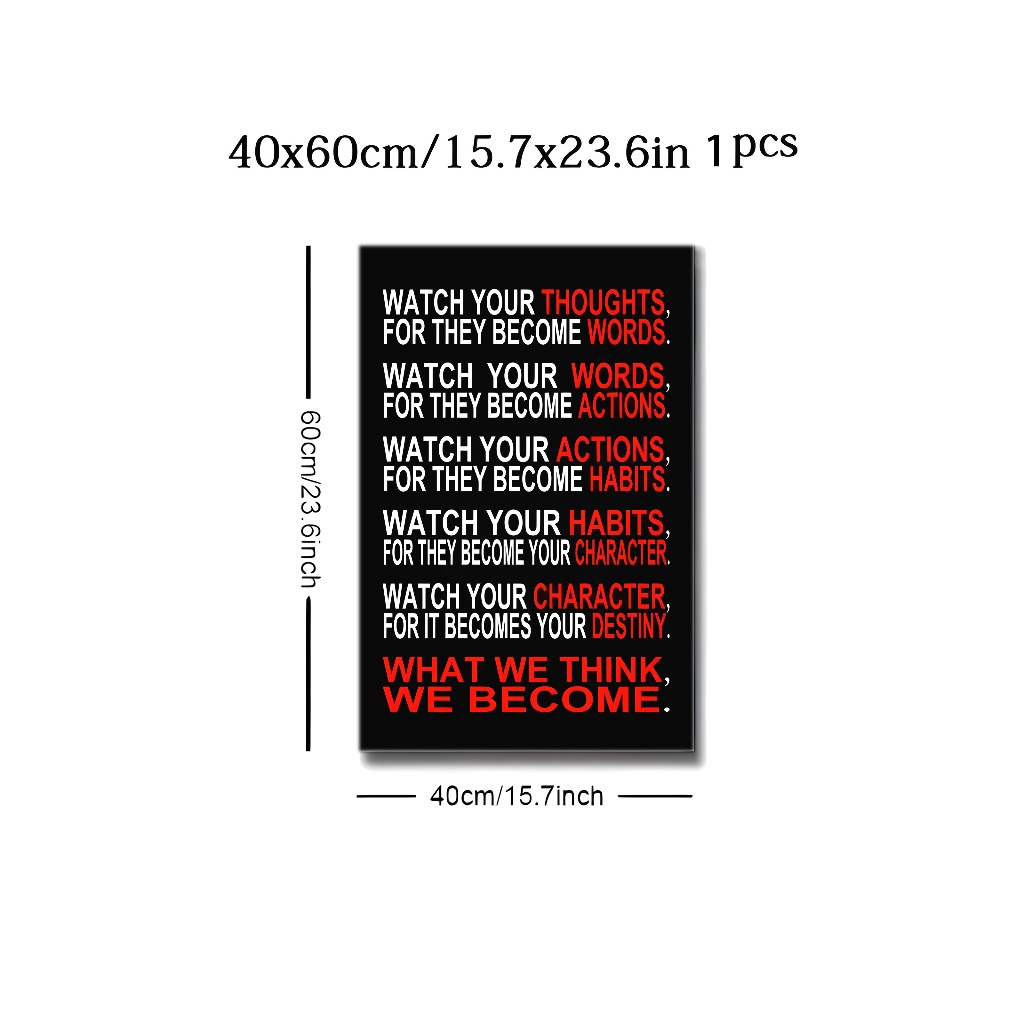 40x60cm/15.7x23.6in 1pcs
60cm/23.6inch
WATCH YOUR THOUGHTS,
FOR THEY BECOME WORDS.
WATCH YOUR WORDS,
FOR THEY BECOME ACTIONS.
WATCH YOUR ACTIONS,
FOR THEY BECOME HABITS.
WATCH YOUR HABITS,
FOR THEY BECOME YOUR CHARACTER.
WATCH YOUR CHARACTER,
FOR IT BECOMES YOUR DESTINY.
WHAT WE THINK,
WE BECOME.
40cm/15.7inch